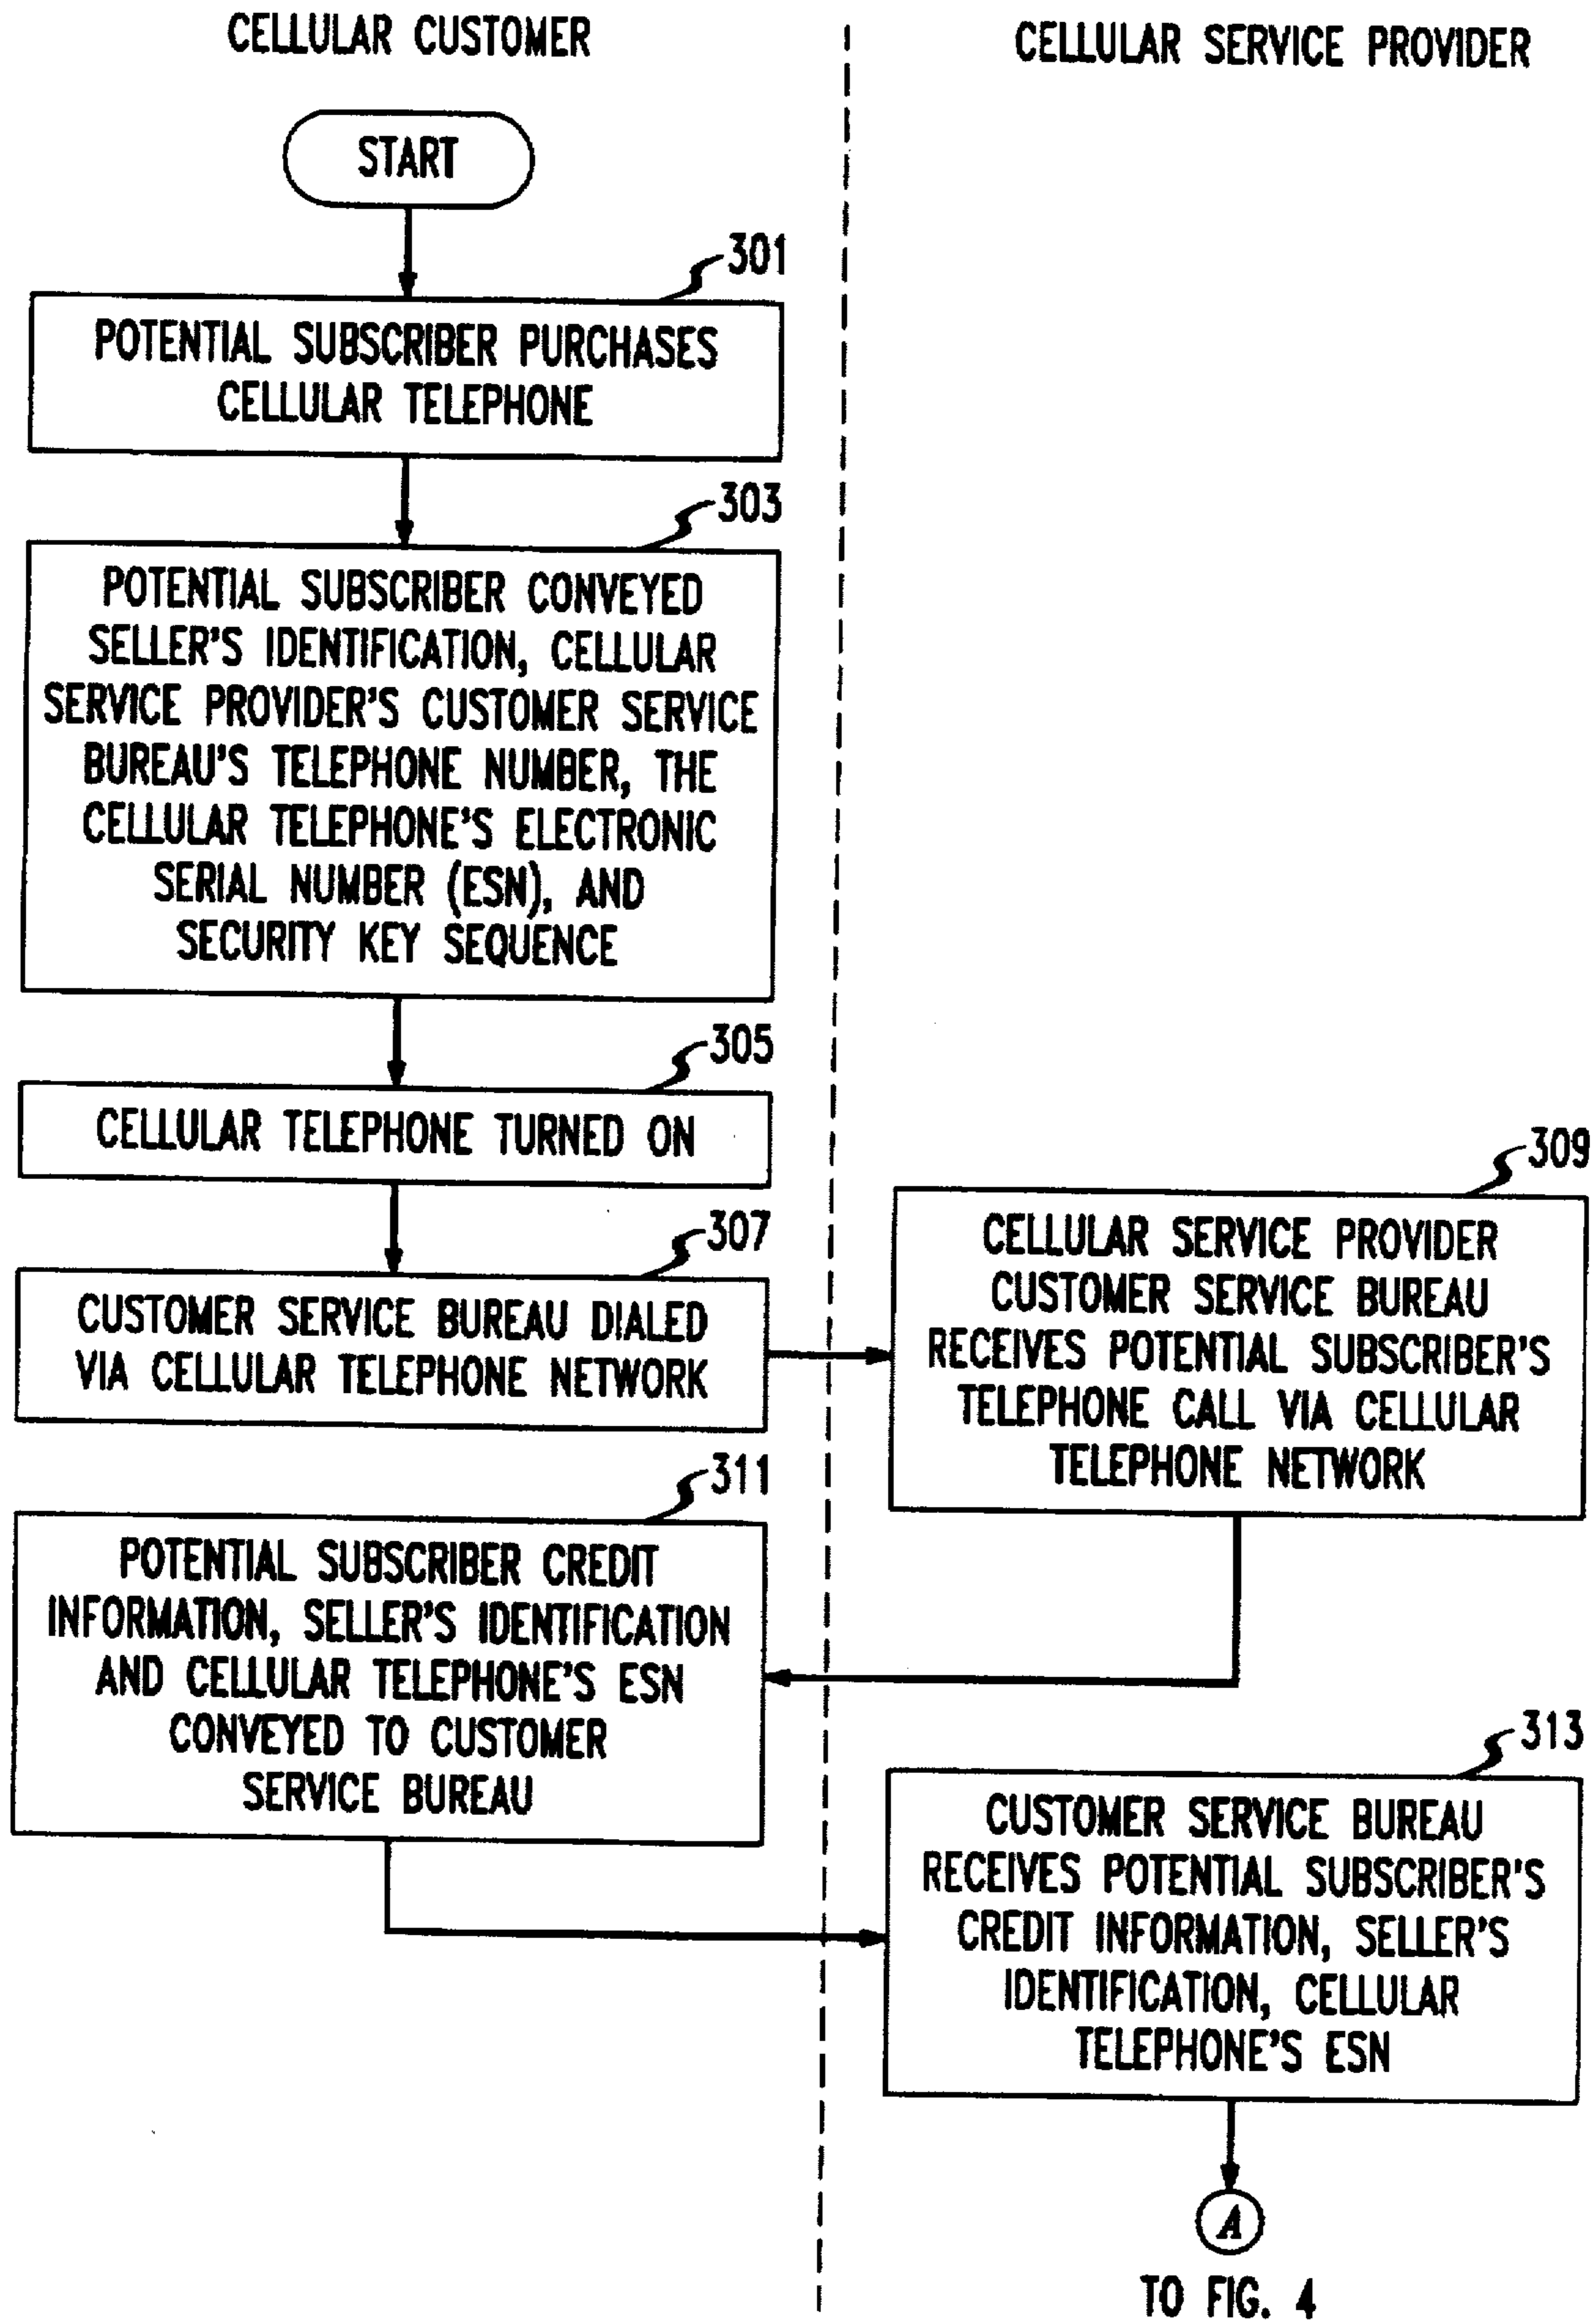 CELLULAR CUSTOMER
CELLULAR SERVICE PROVIDER
START
301
POTENTIAL SUBSCRIBER PURCHASES
CELLULAR TELEPHONE
303
POTENTIAL SUBSCRIBER CONVEYED
SELLER'S IDENTIFICATION, CELLULAR
SERVICE PROVIDER'S CUSTOMER SERVICE
BUREAU'S TELEPHONE NUMBER, THE
CELLULAR TELEPHONE'S ELECTRONIC
SERIAL NUMBER (ESN), AND
SECURITY KEY SEQUENCE
305
CELLULAR TELEPHONE TURNED ON
307
CUSTOMER SERVICE BUREAU DIALED
VIA CELLULAR TELEPHONE NETWORK
309
CELLULAR SERVICE PROVIDER
CUSTOMER SERVICE BUREAU
RECEIVES POTENTIAL SUBSCRIBER'S
TELEPHONE CALL VIA CELLULAR
TELEPHONE NETWORK
311
POTENTIAL SUBSCRIBER CREDIT
INFORMATION, SELLER'S IDENTIFICATION
AND CELLULAR TELEPHONE'S ESN
CONVEYED TO CUSTOMER
SERVICE BUREAU
313
CUSTOMER SERVICE BUREAU
RECEIVES POTENTIAL SUBSCRIBER'S
CREDIT INFORMATION, SELLER'S
IDENTIFICATION, CELLULAR
TELEPHONE'S ESN
A
TO FIG. 4